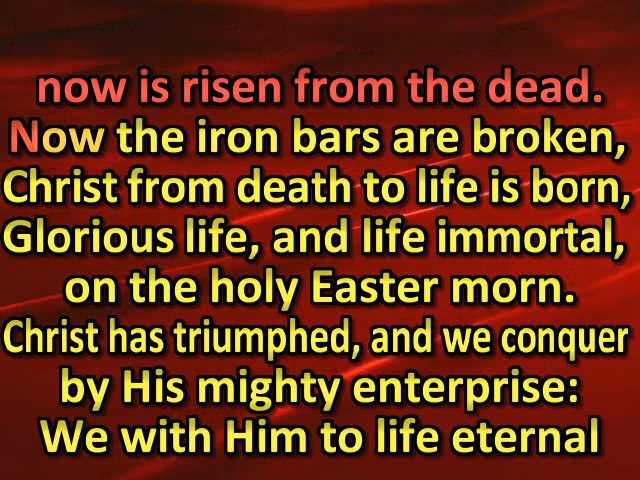 now is risen from the dead.
Now the iron bars are broken,
Christ from death to life is born,
Glorious life, and life immortal,
on the holy Easter morn.
Christ has triumphed, and we conquer
by His mighty enterprise:
We with Him to life eternal